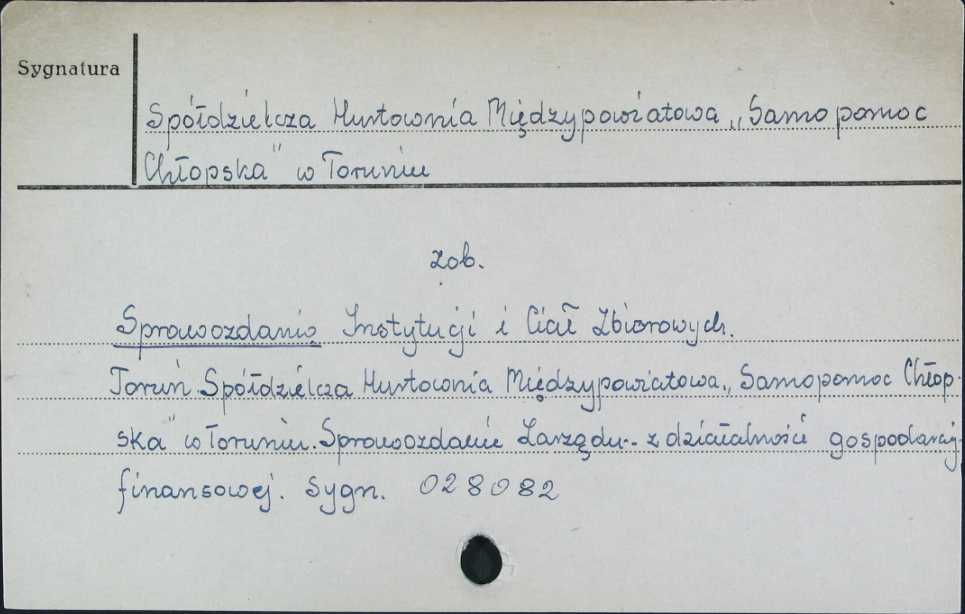 Sygnatura
Spółdzielcza Hurtownia Międzypowiatowa „Samopomoc
Chłopska" w Toruniu
zob.
Sprawozdania Instytucji i Ciał Zbiorowych.
Toruń Spółdzielcza Hurtownia Międzypowiatowa „Samopomoc Chłop-
ska" w Toruniu. Sprawozdanie Zarządu.. z działalności gospodarczej
finansowej. Sygn. 028082